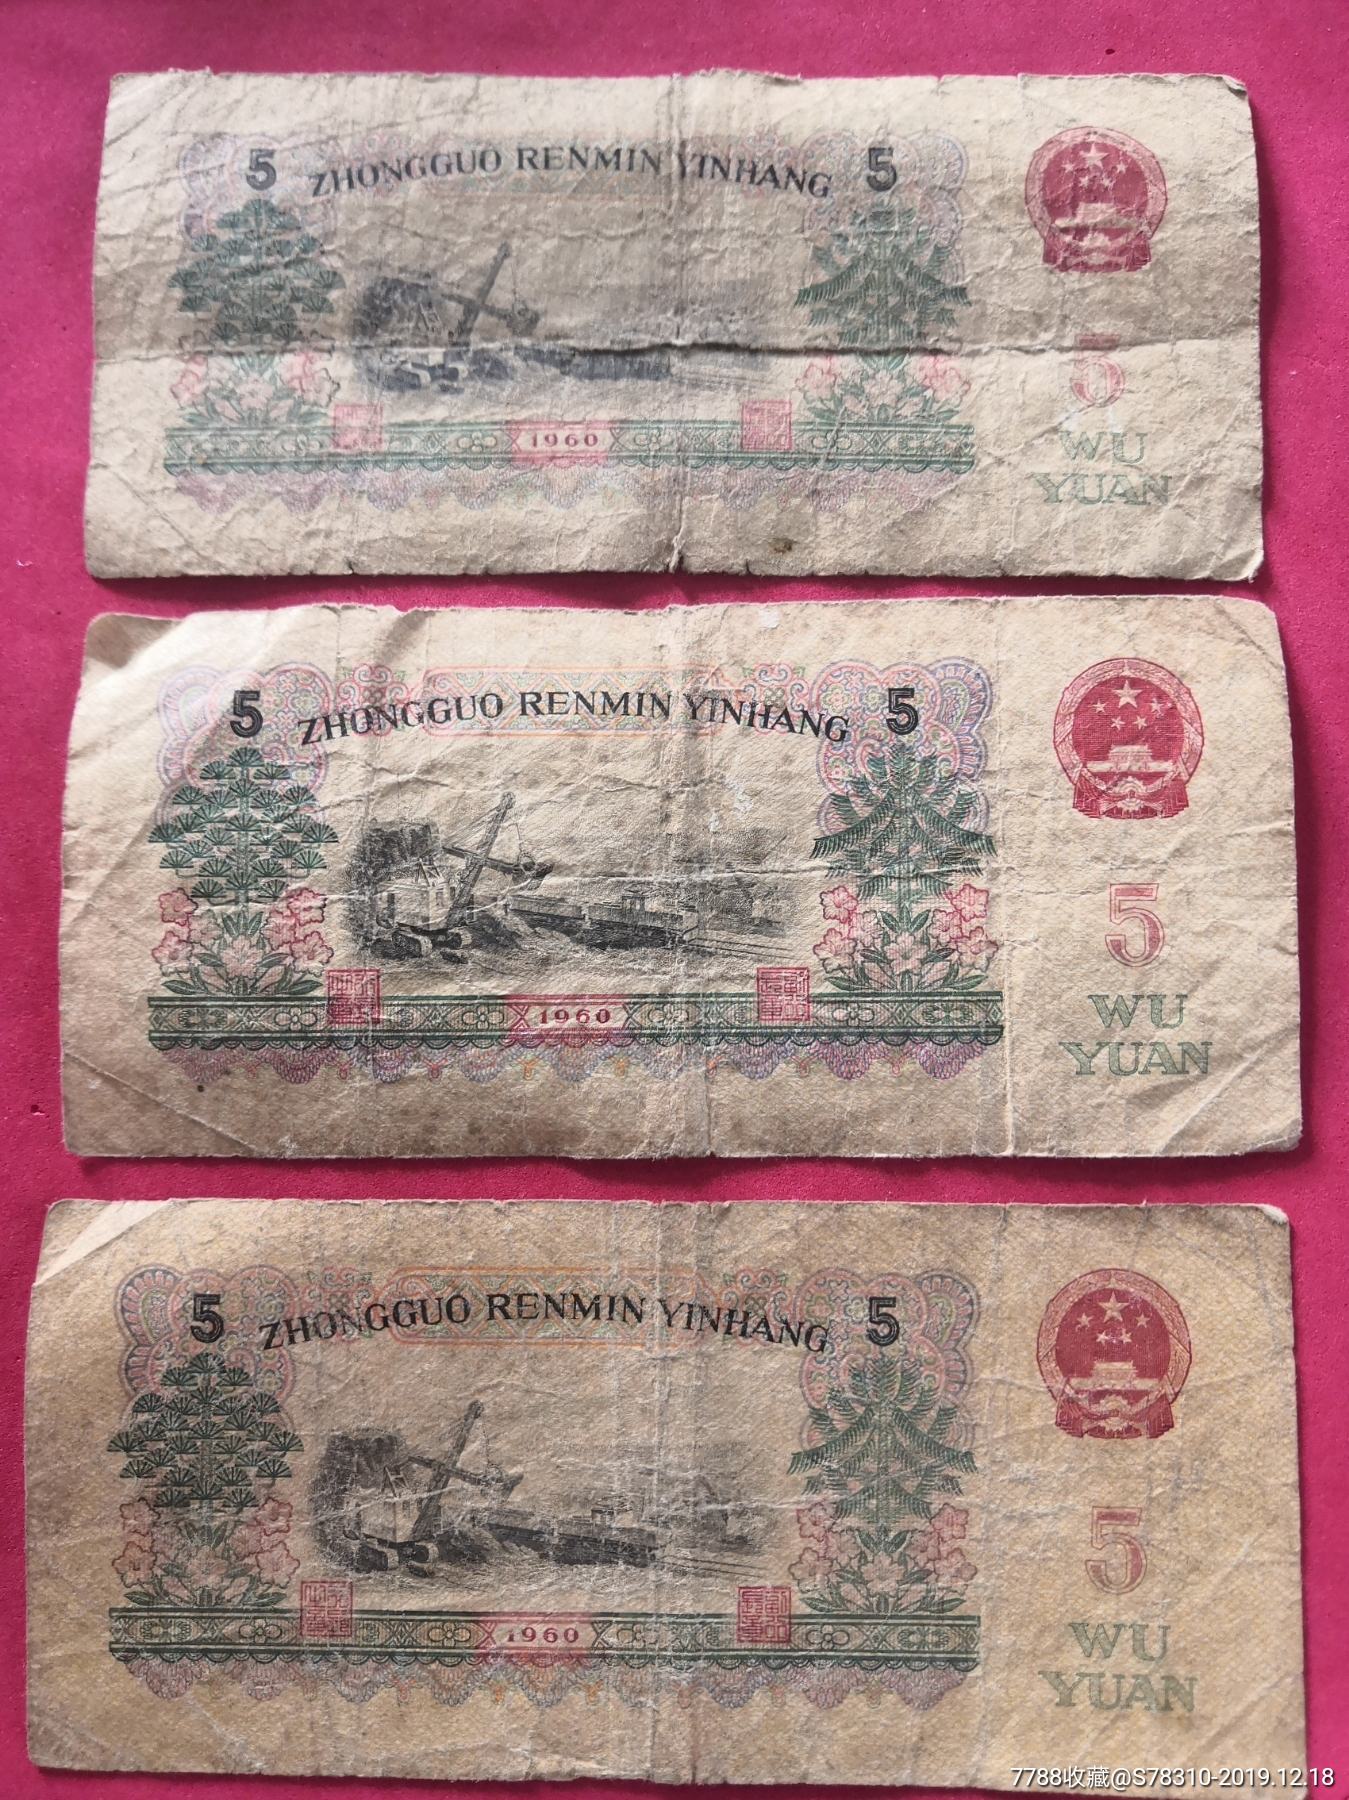 5 ZHONGGUO RENMIN YINHANG 5
5
1960
WU
YUAN
5 ZHONGGUO RENMIN YINHANG 5
5
1960
WU
YUAN
5 ZHONGGUO RENMIN YINHANG 5
5
1960
WU
YUAN
7788收藏@S78310-2019.12.18